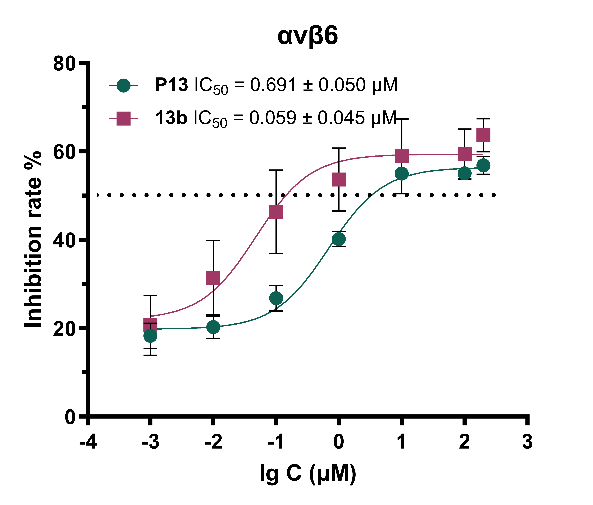 αvβ6
P13 IC50 = 0.691 ± 0.050 μM
13b IC50 = 0.059 ± 0.045 μM
Inhibition rate %
80
60
40
20
0
-4 -3 -2 -1 0 1 2 3
lg C (μM)